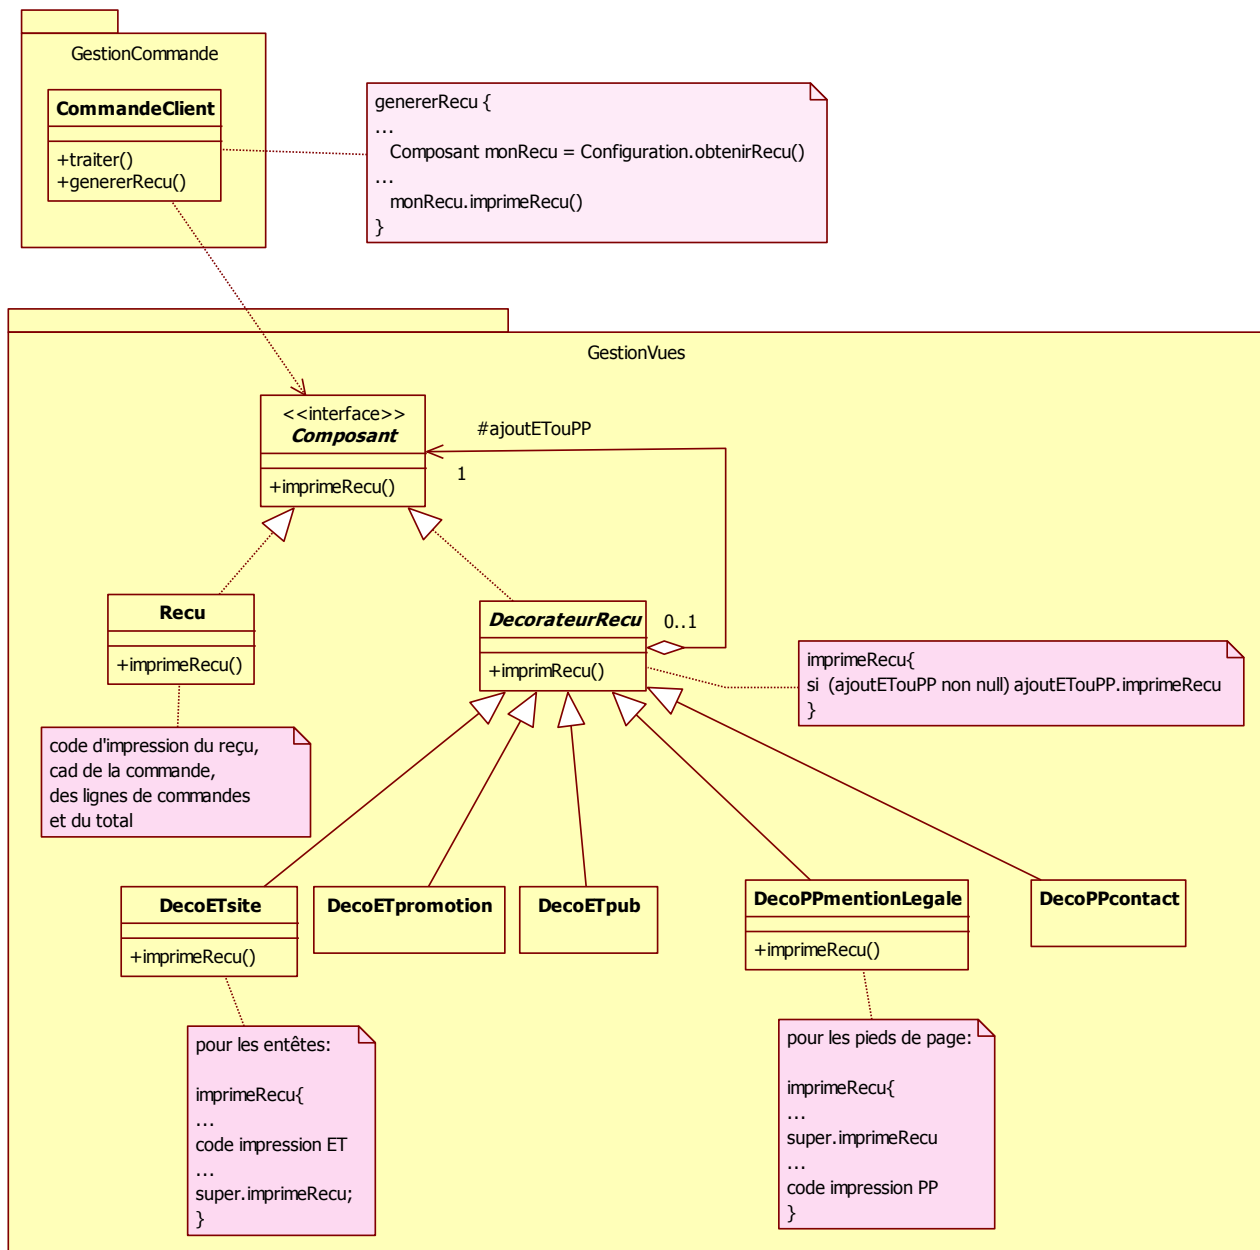 GestionCommande
CommandeClient
+traiter()
+genererRecu()
genererRecu {
...
Composant monRecu = Configuration.obtenirRecu()
...
monRecu.imprimeRecu()
}
GestionVues
<<interface>>
Composant
+imprimeRecu()
#ajoutETouPP
1
Recu
+imprimeRecu()
DecorateurRecu
+imprimRecu()
0..1
imprimeRecu{
si (ajoutETouPP non null) ajoutETouPP.imprimeRecu
}
code d'impression du reçu,
cad de la commande,
des lignes de commandes
et du total
DecoETsite
+imprimeRecu()
DecoETpromotion
DecoETpub
DecoPPmentionLegale
+imprimeRecu()
DecoPPcontact
pour les entêtes:
imprimeRecu{
...
code impression ET
...
super.imprimeRecu;
}
pour les pieds de page:
imprimeRecu{
...
super.imprimeRecu
...
code impression PP
}